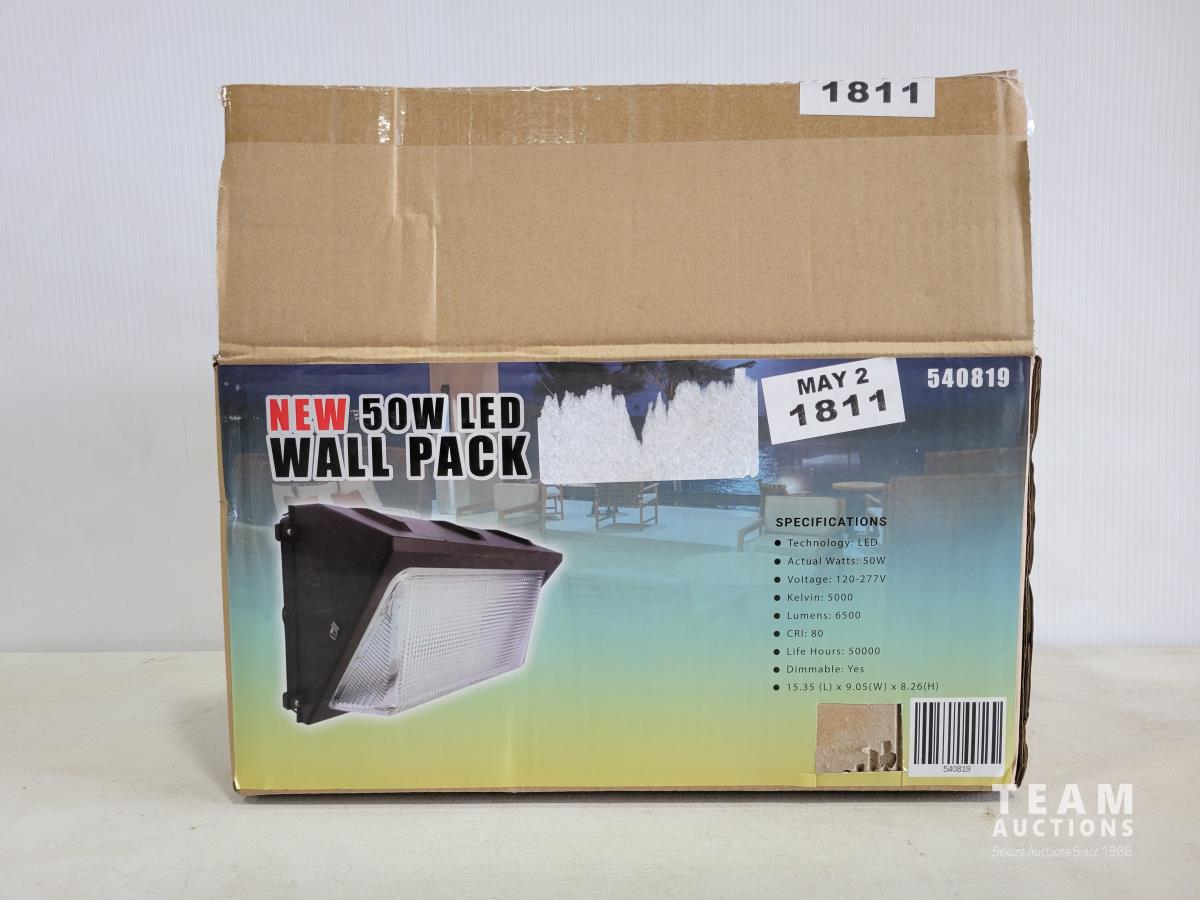 1811
NEW 50W LED
WALL PACK
MAY 2
1811
540819
SPECIFICATIONS
● Technology: LED
● Actual Watts: 50W
● Voltage: 120-277V
● Kelvin: 5000
● Lumens: 6500
● CRI: 80
● Life Hours: 50000
● Dimmable: Yes
● 15.35 (L) x 9.05(W) x 8.26(H)
540819
TEAM
AUCTIONS
Sekura Auctions Since 1966